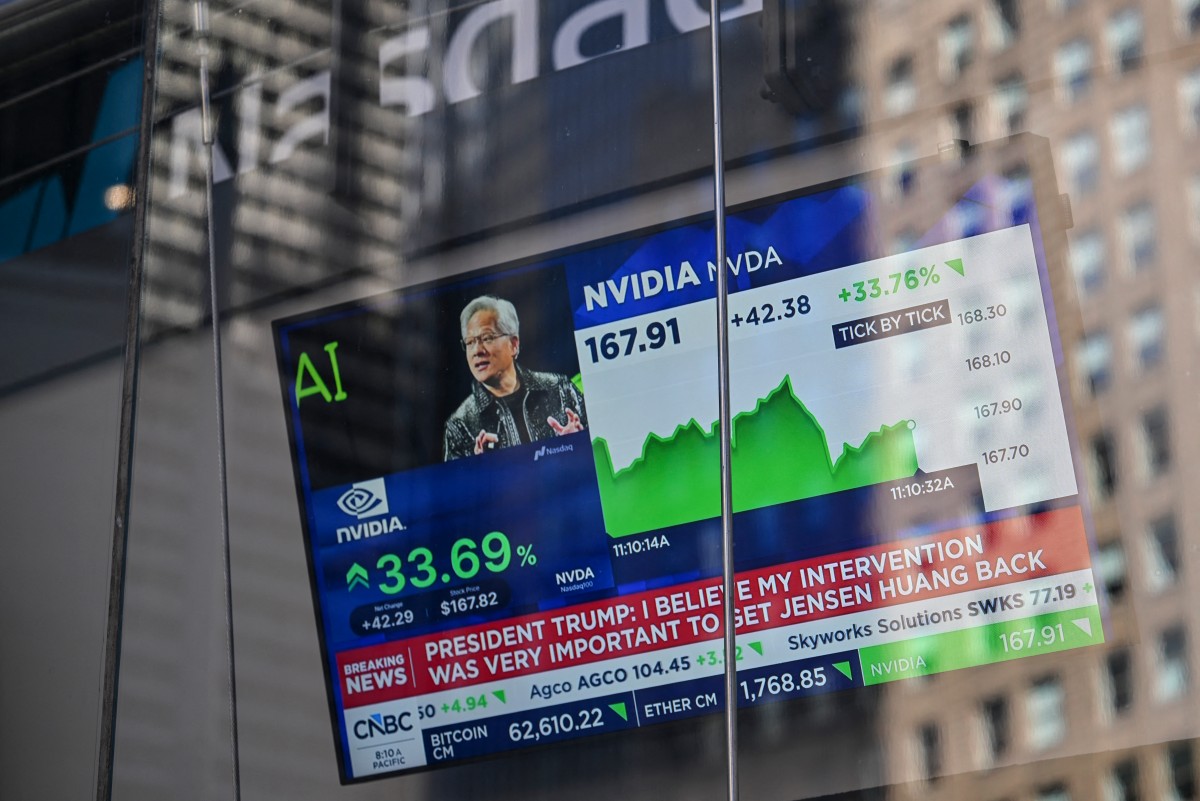 Nasdaq
AI
Nasdaq
NVIDIA
33.69%
Net Change
+42.29
Stock Price
$167.82
NVDA
Nasdaq100
NVIDIA NVDA
167.91 +42.38 +33.76%
TICK BY TICK
168.30
168.10
167.90
167.70
11:10:14A
11:10:32A
BREAKING
NEWS
PRESIDENT TRUMP: I BELIEVE MY INTERVENTION
WAS VERY IMPORTANT TO GET JENSEN HUANG BACK
50 +4.94 Agco AGCO 104.45 Skyworks Solutions SWKS 77.19 +
CNBC
8:10A
PACIFIC
BITCOIN
CM
62,610.22 ETHER CM 1,768.85 NVIDIA 167.91